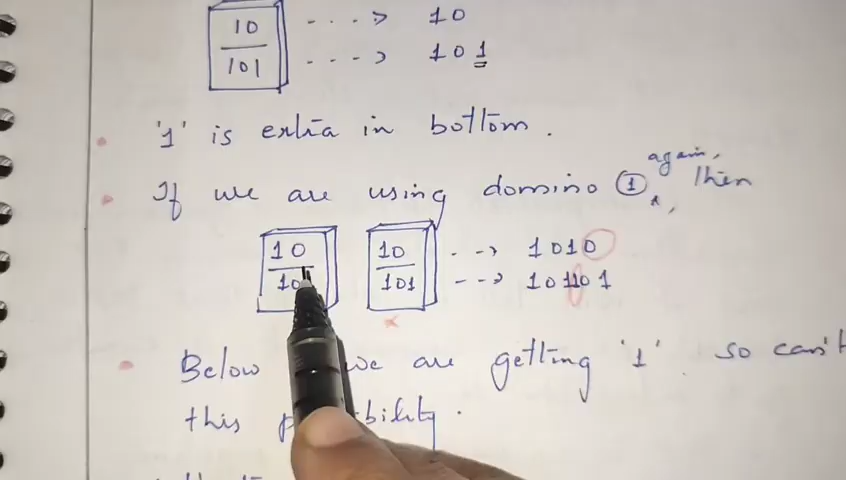 10 ---> 10
101 ---> 101
'1' is extra in bottom.
again,
If we are using domino 1, then
10 10 --> 1010
10 101 --> 101101
Below we are getting '1'. so can't
this